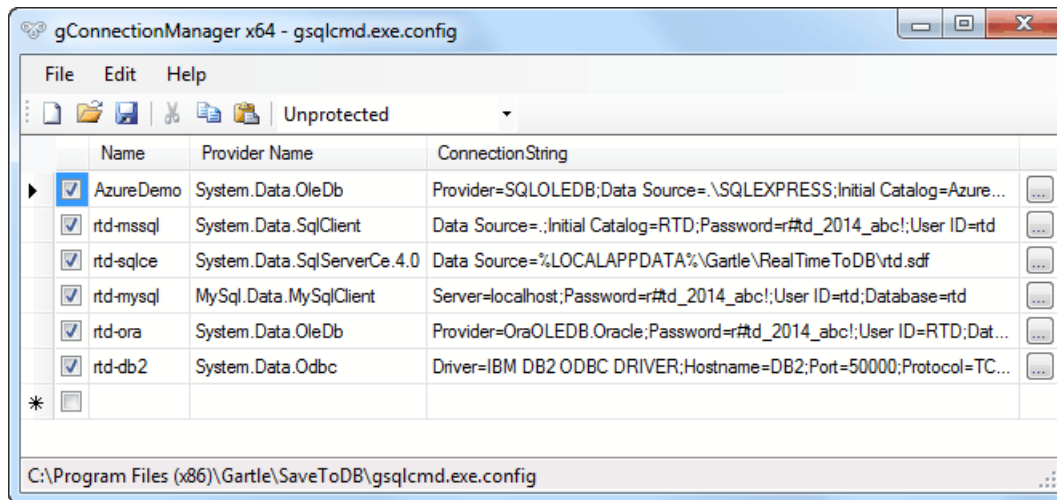 gConnectionManager x64 - gsqlcmd.exe.config
File Edit Help
Unprotected
Name Provider Name ConnectionString
AzureDemo System.Data.OleDb Provider=SQLOLEDB;Data Source=.\SQLEXPRESS;Initial Catalog=Azure... ...
rtd-mssql System.Data.SqlClient Data Source=.;Initial Catalog=RTD;Password=r#td_2014_abc!;User ID=rtd ...
rtd-sqlce System.Data.SqlServerCe.4.0 Data Source=%LOCALAPPDATA%\Gartle\RealTimeToDB\rtd.sdf ...
rtd-mysql MySql.Data.MySqlClient Server=localhost;Password=r#td_2014_abc!;User ID=rtd;Database=rtd ...
rtd-ora System.Data.OleDb Provider=OraOLEDB.Oracle;Password=r#td_2014_abc!;User ID=RTD;Dat... ...
rtd-db2 System.Data.Odbc Driver=IBM DB2 ODBC DRIVER;Hostname=DB2;Port=50000;Protocol=TC... ...
C:\Program Files (x86)\Gartle\SaveToDB\gsqlcmd.exe.config